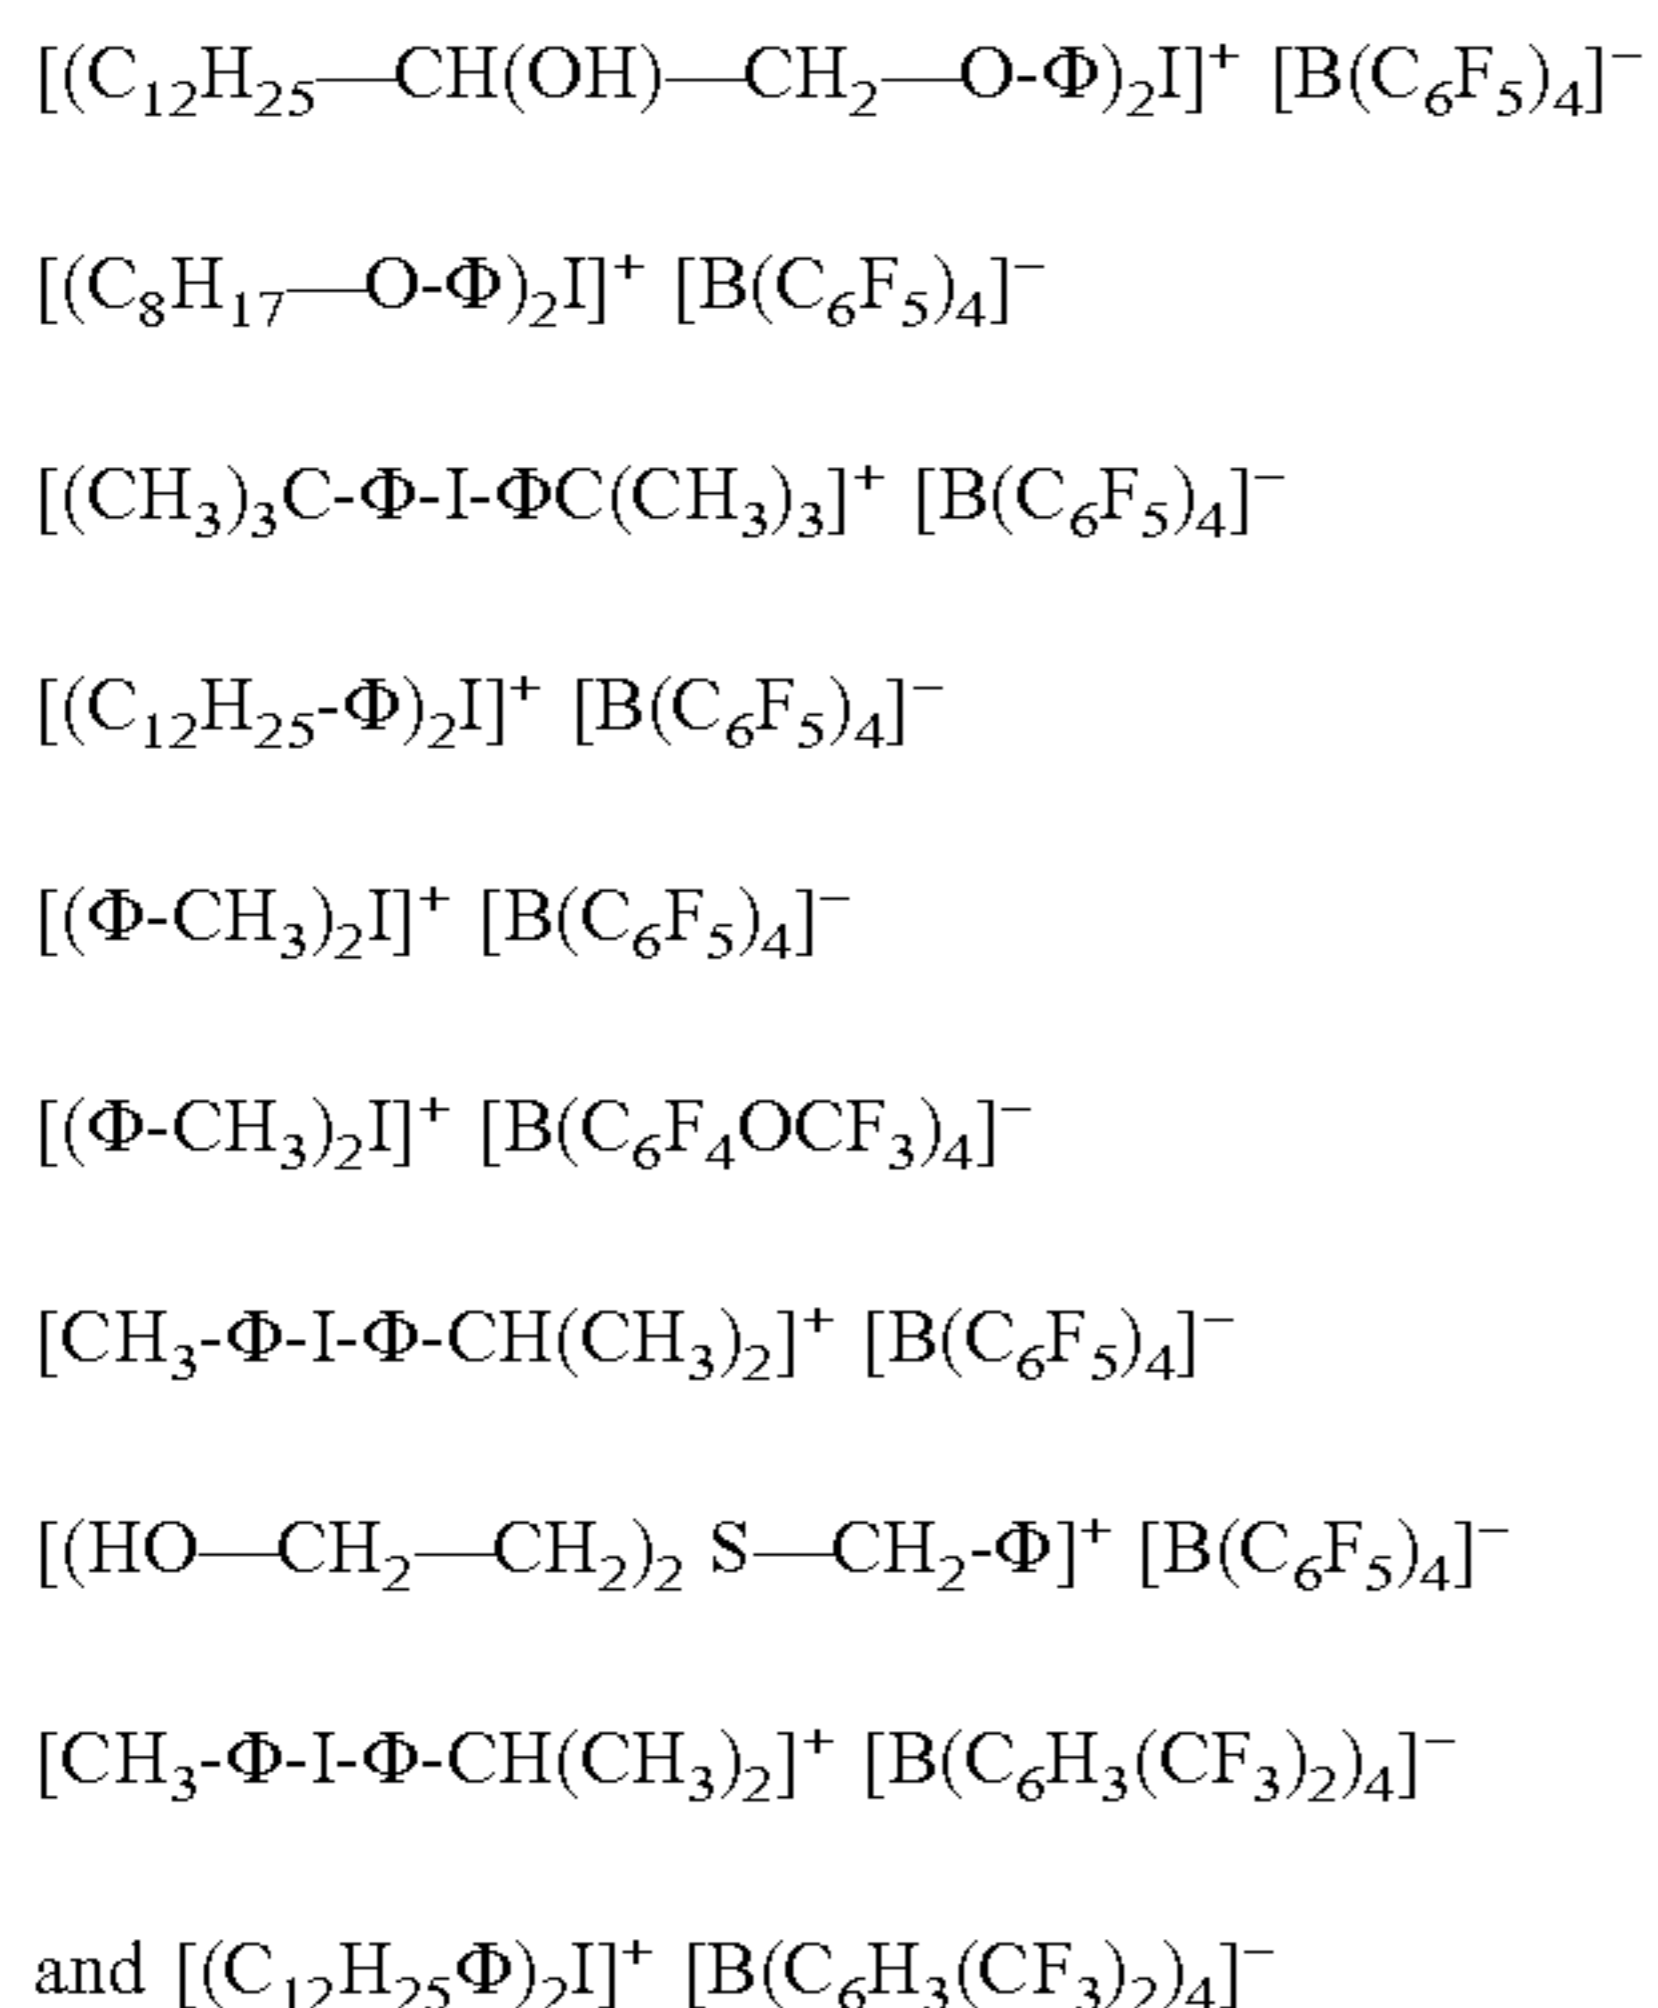 [(C₁₂H₂₅—CH(OH)—CH₂—O-Φ)₂I]⁺ [B(C₆F₅)₄]⁻
[(C₈H₁₇—O-Φ)₂I]⁺ [B(C₆F₅)₄]⁻
[(CH₃)₃C-Φ-I-ΦC(CH₃)₃]⁺ [B(C₆F₅)₄]⁻
[(C₁₂H₂₅-Φ)₂I]⁺ [B(C₆F₅)₄]⁻
[(Φ-CH₃)₂I]⁺ [B(C₆F₅)₄]⁻
[(Φ-CH₃)₂I]⁺ [B(C₆F₄OCF₃)₄]⁻
[CH₃-Φ-I-Φ-CH(CH₃)₂]⁺ [B(C₆F₅)₄]⁻
[(HO—CH₂—CH₂)₂ S—CH₂-Φ]⁺ [B(C₆F₅)₄]⁻
[CH₃-Φ-I-Φ-CH(CH₃)₂]⁺ [B(C₆H₃(CF₃)₂)₄]⁻
and [(C₁₂H₂₅Φ)₂I]⁺ [B(C₆H₃(CF₃)₂)₄]⁻